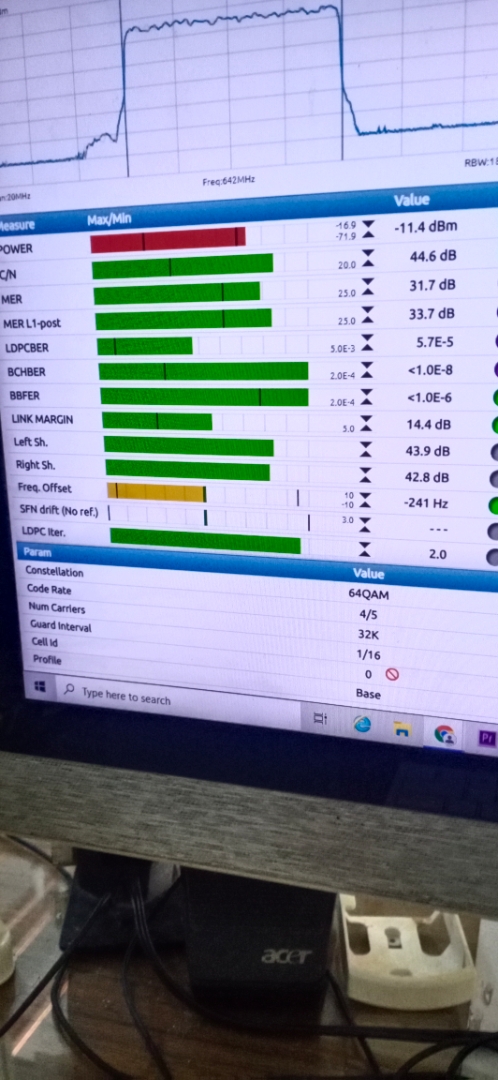 Freq:642MHz
Measure Max/Min Value
POWER -16.9 -71.9 -11.4 dBm
C/N 20.0 44.6 dB
MER 25.0 31.7 dB
MER L1-post 25.0 33.7 dB
LDPCBER 5.0E-3 5.7E-5
BCHBER 2.0E-4 <1.0E-8
BBFER 2.0E-4 <1.0E-6
LINK MARGIN 5.0 14.4 dB
Left Sh. 43.9 dB
Right Sh. 42.8 dB
Freq. Offset 10 -10 -241 Hz
SFN drift (No ref.) 3.0 ---
LDPC Iter. 2.0
Param Value
Constellation 64QAM
Code Rate 4/5
Num Carriers 32K
Guard Interval 1/16
Cell Id 0
Profile Base
Type here to search
Pr
acer